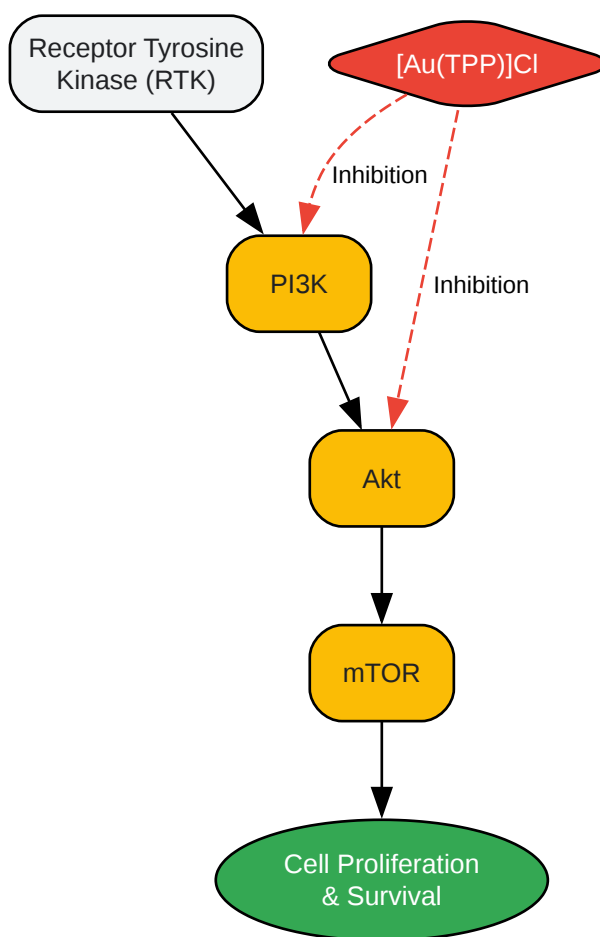 Receptor Tyrosine
Kinase (RTK)
[Au(TPP)]Cl
Inhibition
PI3K
Inhibition
Akt
mTOR
Cell Proliferation
& Survival